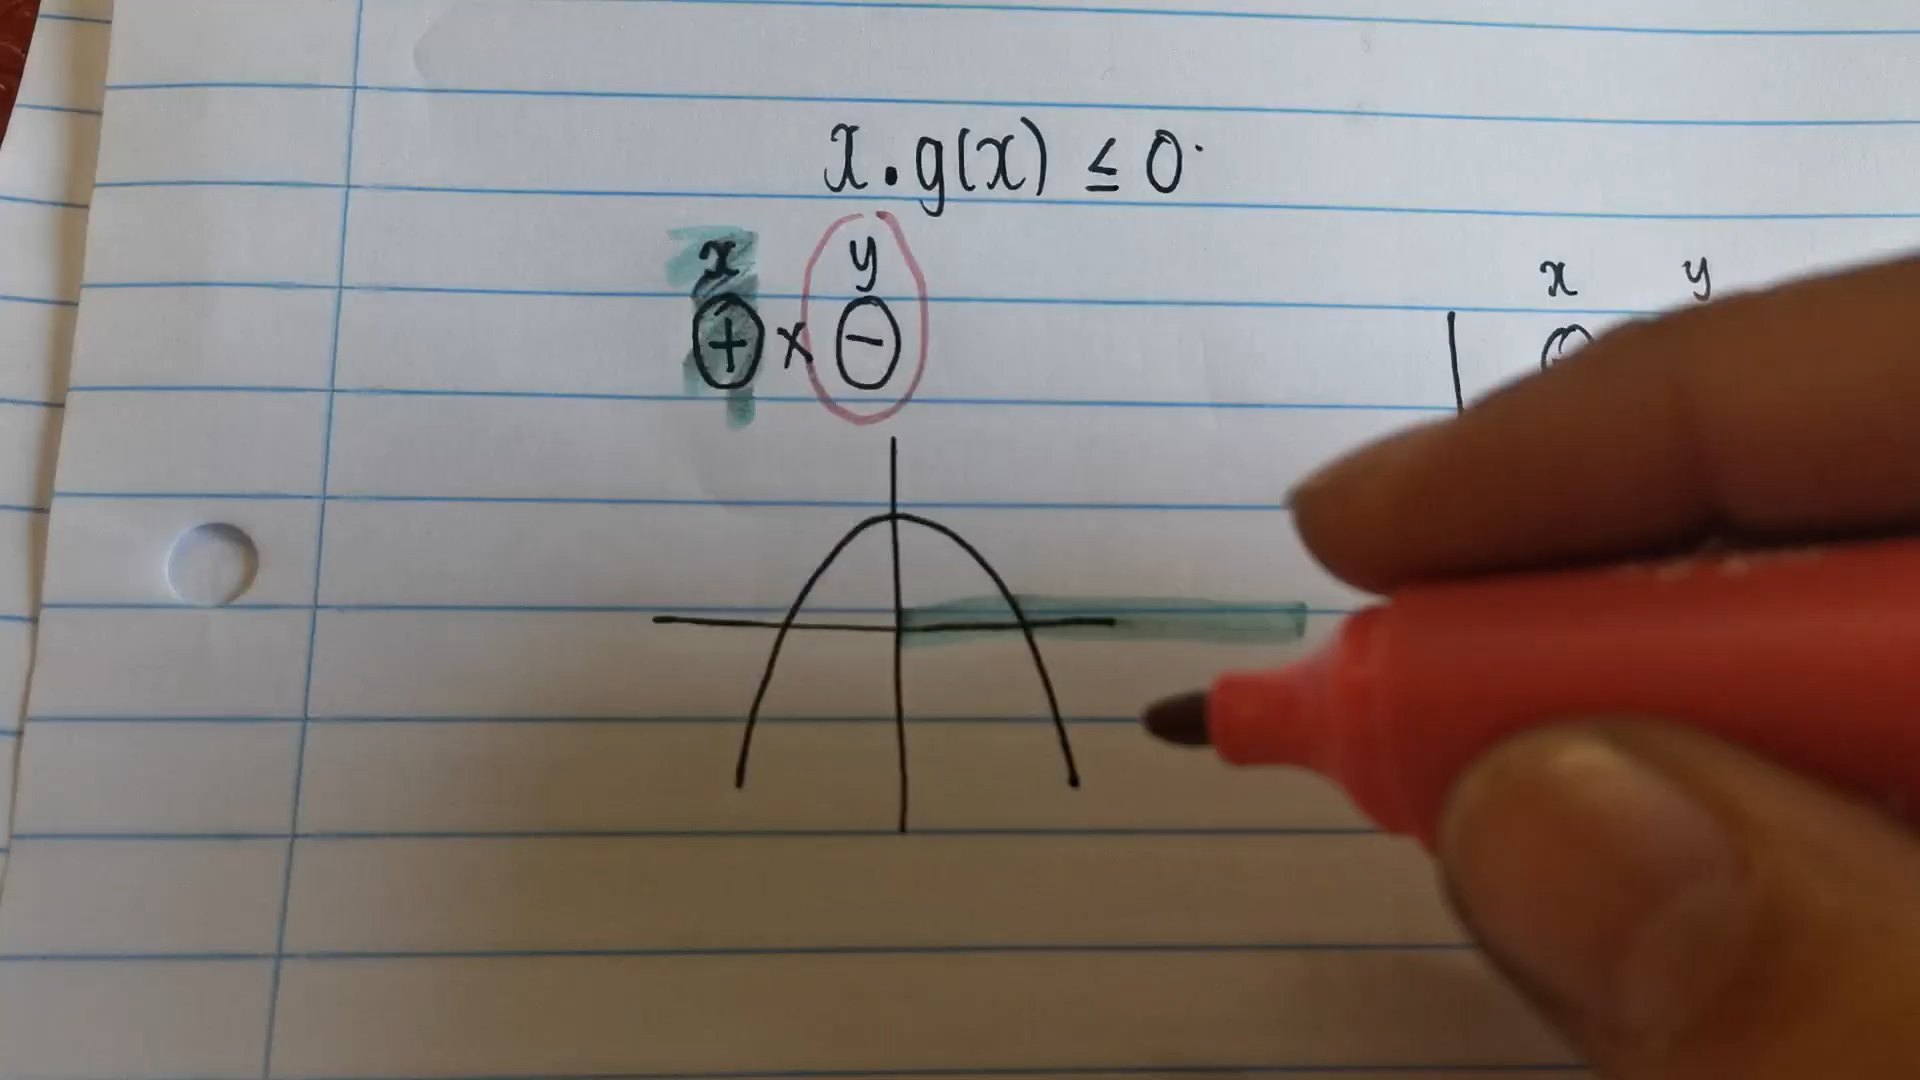 x · g(x) ≤ 0
x y
+ x −
x y